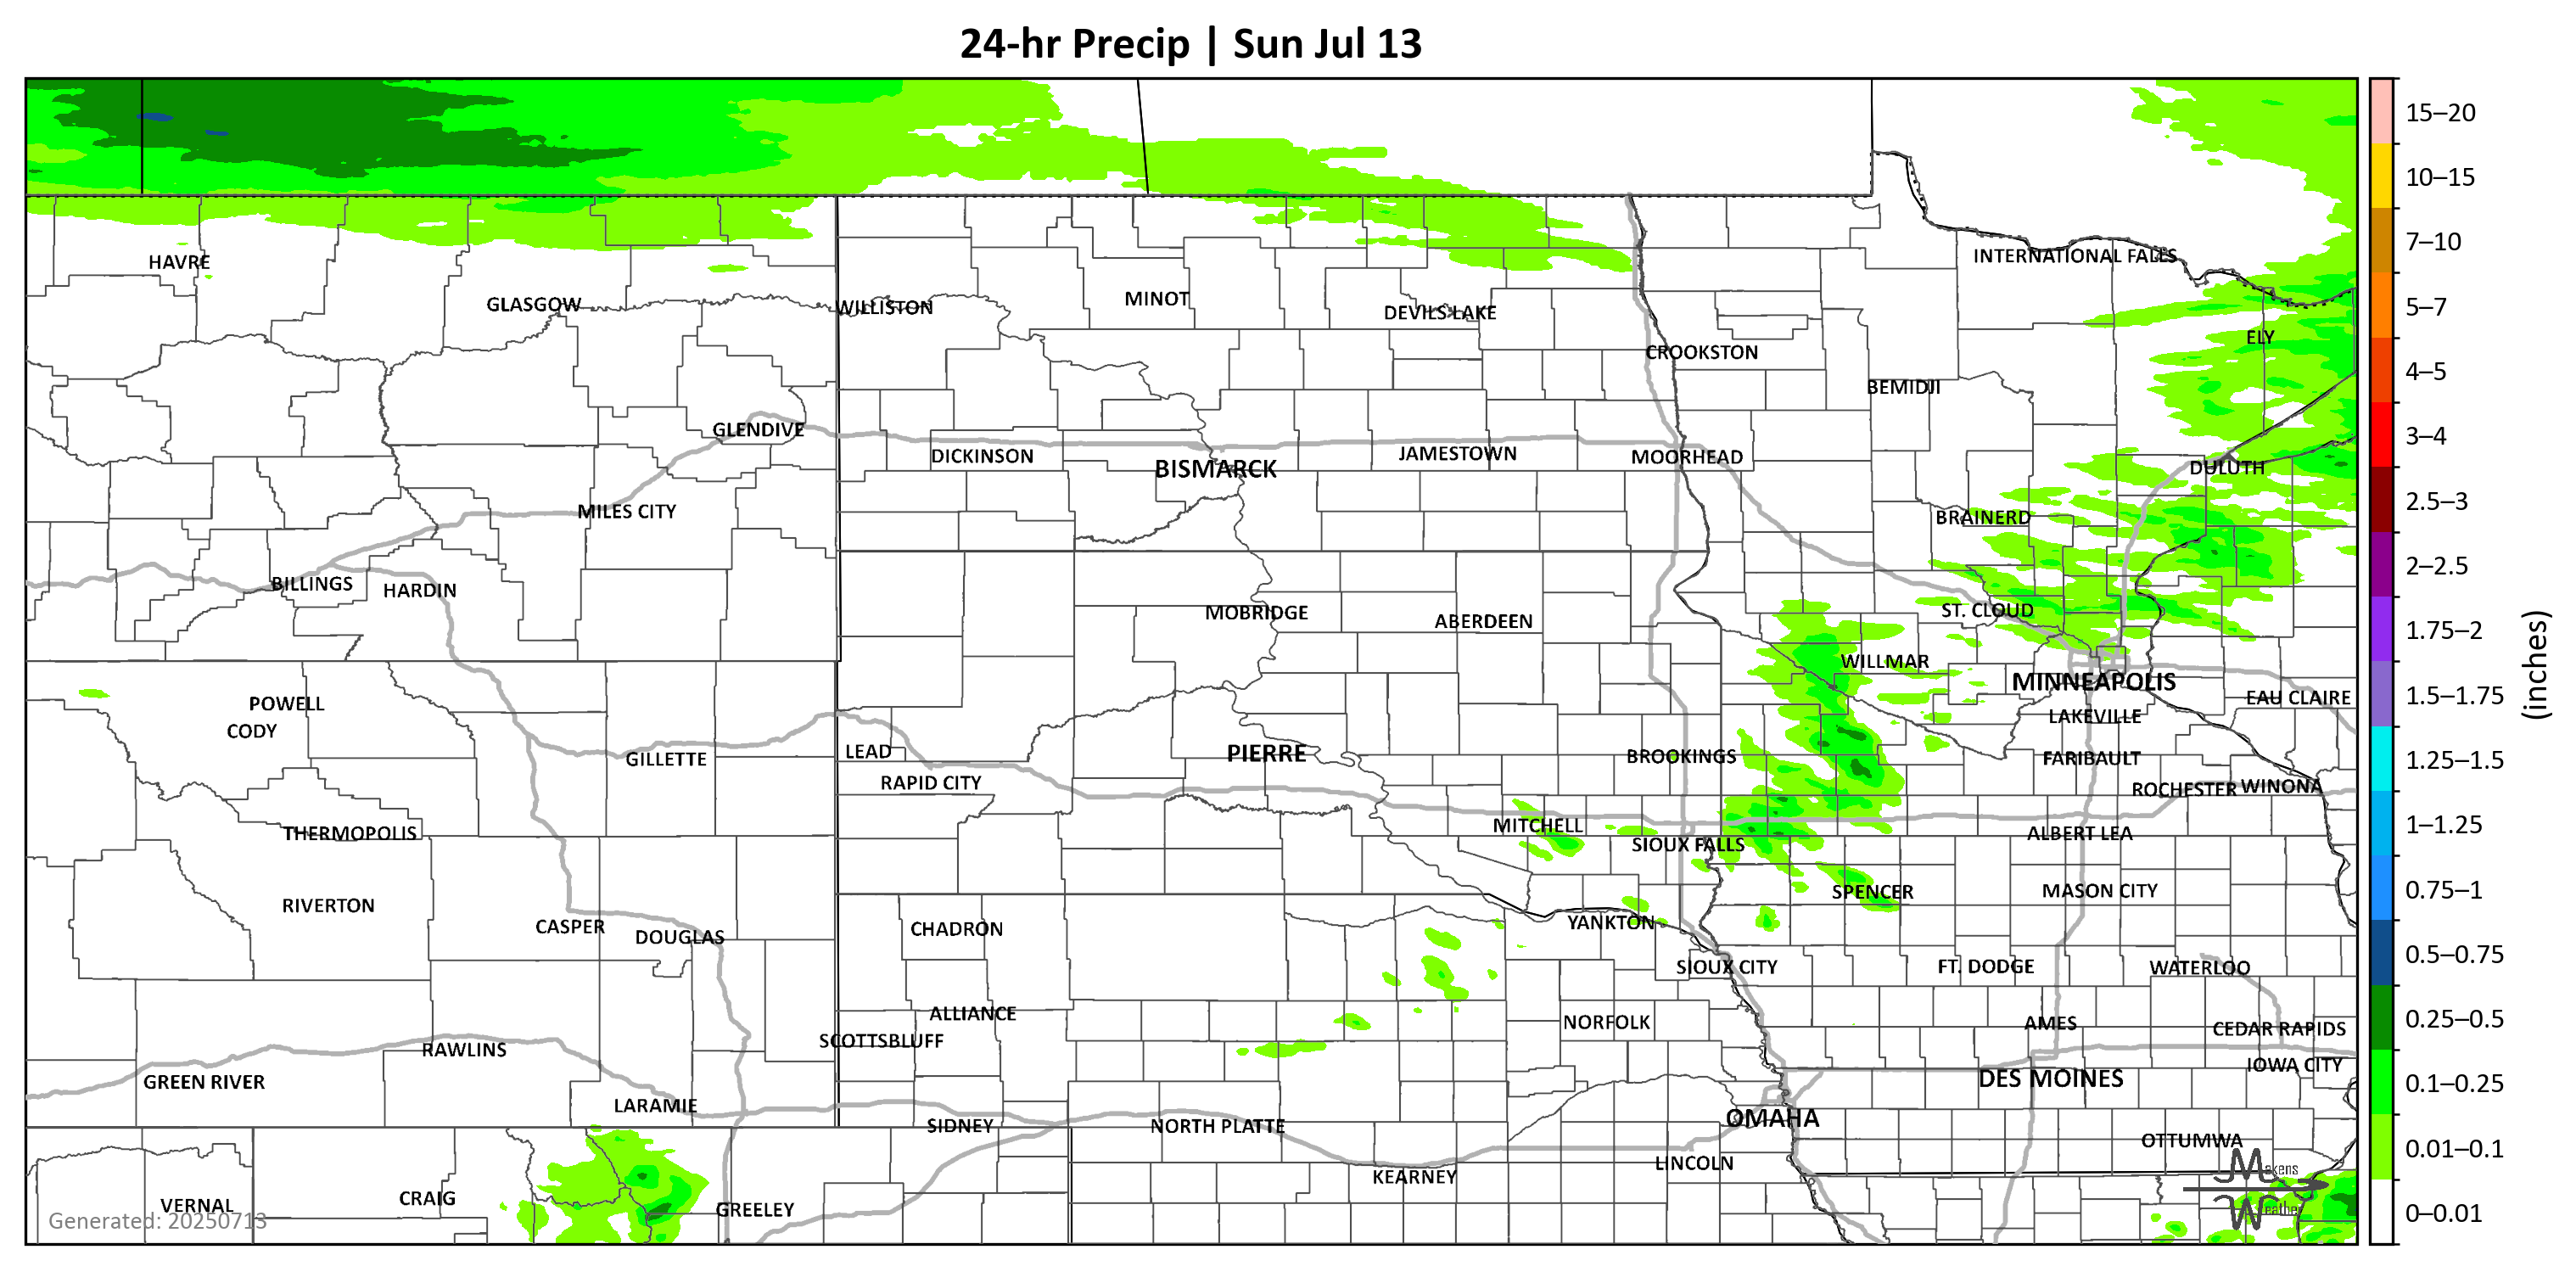 24-hr Precip | Sun Jul 13
15–20
10–15
7–10
5–7
4–5
3–4
2.5–3
2–2.5
1.75–2
1.5–1.75
1.25–1.5
1–1.25
0.75–1
0.5–0.75
0.25–0.5
0.1–0.25
0.01–0.1
0–0.01
(inches)
INTERNATIONAL FALLS
HAVRE
GLASGOW
WILLISTON
MINOT
DEVILS LAKE
ELY
CROOKSTON
BEMIDJI
GLENDIVE
DICKINSON
BISMARCK
JAMESTOWN
MOORHEAD
DULUTH
MILES CITY
BRAINERD
BILLINGS
HARDIN
MOBRIDGE
ABERDEEN
ST. CLOUD
WILLMAR
MINNEAPOLIS
EAU CLAIRE
POWELL
CODY
LAKEVILLE
GILLETTE
LEAD
PIERRE
BROOKINGS
FARIBAULT
RAPID CITY
ROCHESTER
WINONA
THERMOPOLIS
MITCHELL
SIOUX FALLS
ALBERT LEA
RIVERTON
SPENCER
MASON CITY
CASPER
DOUGLAS
CHADRON
YANKTON
SIOUX CITY
FT. DODGE
WATERLOO
ALLIANCE
SCOTTSBLUFF
NORFOLK
AMES
CEDAR RAPIDS
RAWLINS
IOWA CITY
GREEN RIVER
DES MOINES
LARAMIE
SIDNEY
NORTH PLATTE
OMAHA
OTTUMWA
LINCOLN
KEARNEY
VERNAL
CRAIG
GREELEY
Makens
Weather
Generated: 20250713